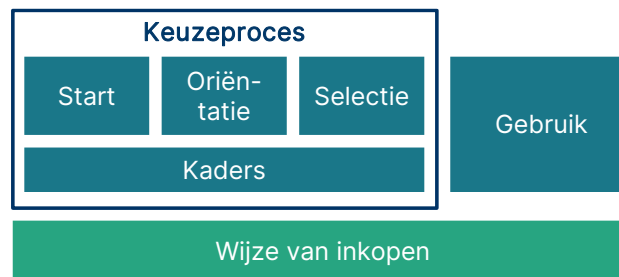 Keuzeproces
Start
Oriën-
tatie
Selectie
Gebruik
Kaders
Wijze van inkopen